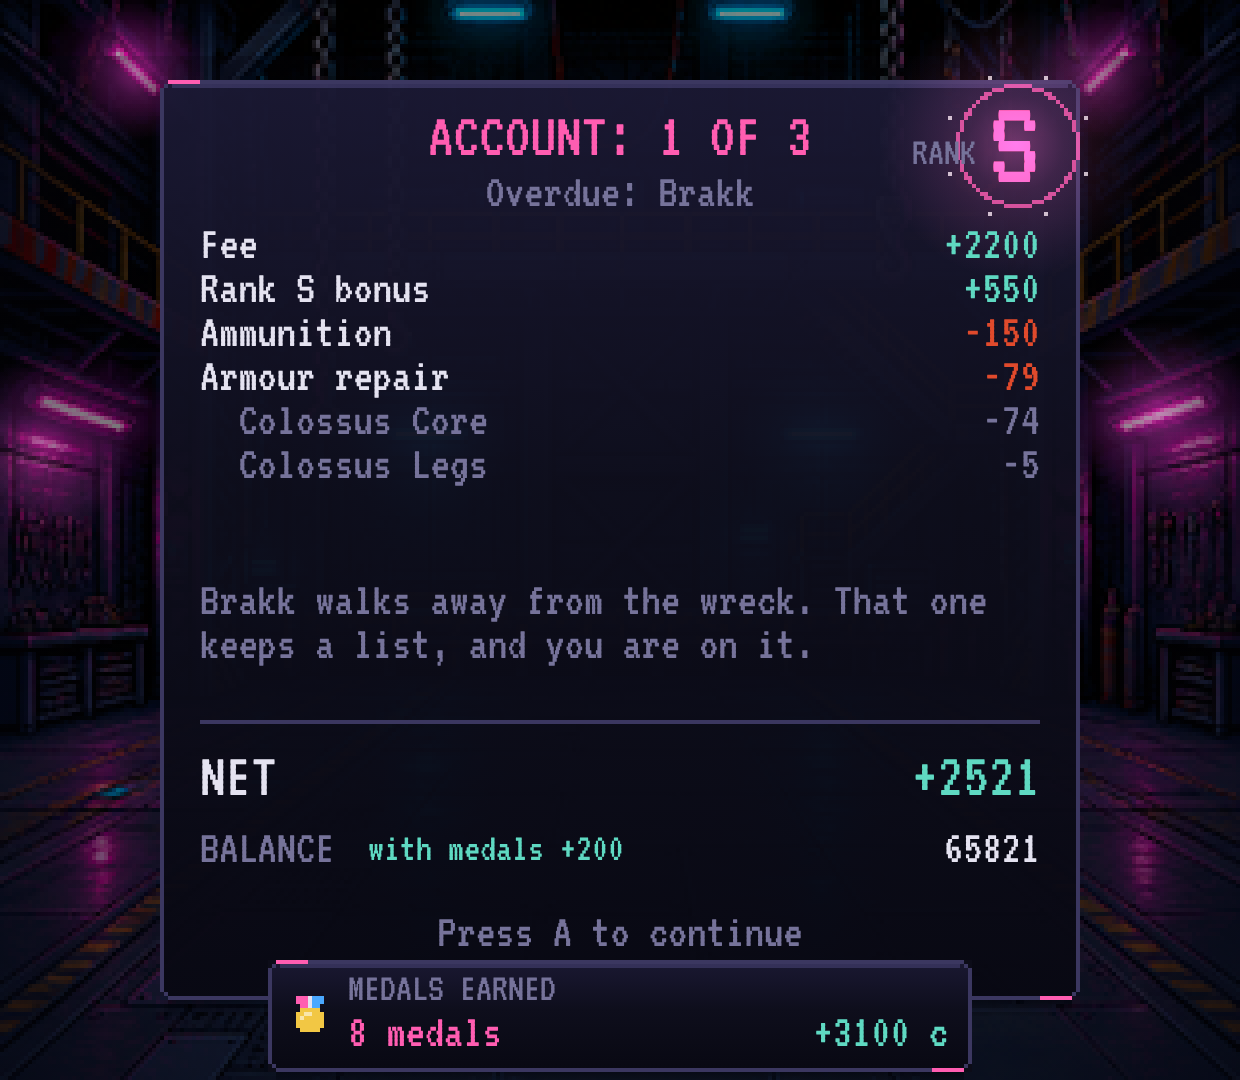 ACCOUNT: 1 OF 3
RANK S
Overdue: Brakk
Fee +2200
Rank S bonus +550
Ammunition -150
Armour repair -79
Colossus Core -74
Colossus Legs -5
Brakk walks away from the wreck. That one
keeps a list, and you are on it.
NET +2521
BALANCE with medals +200 65821
Press A to continue
MEDALS EARNED
8 medals +3100 c